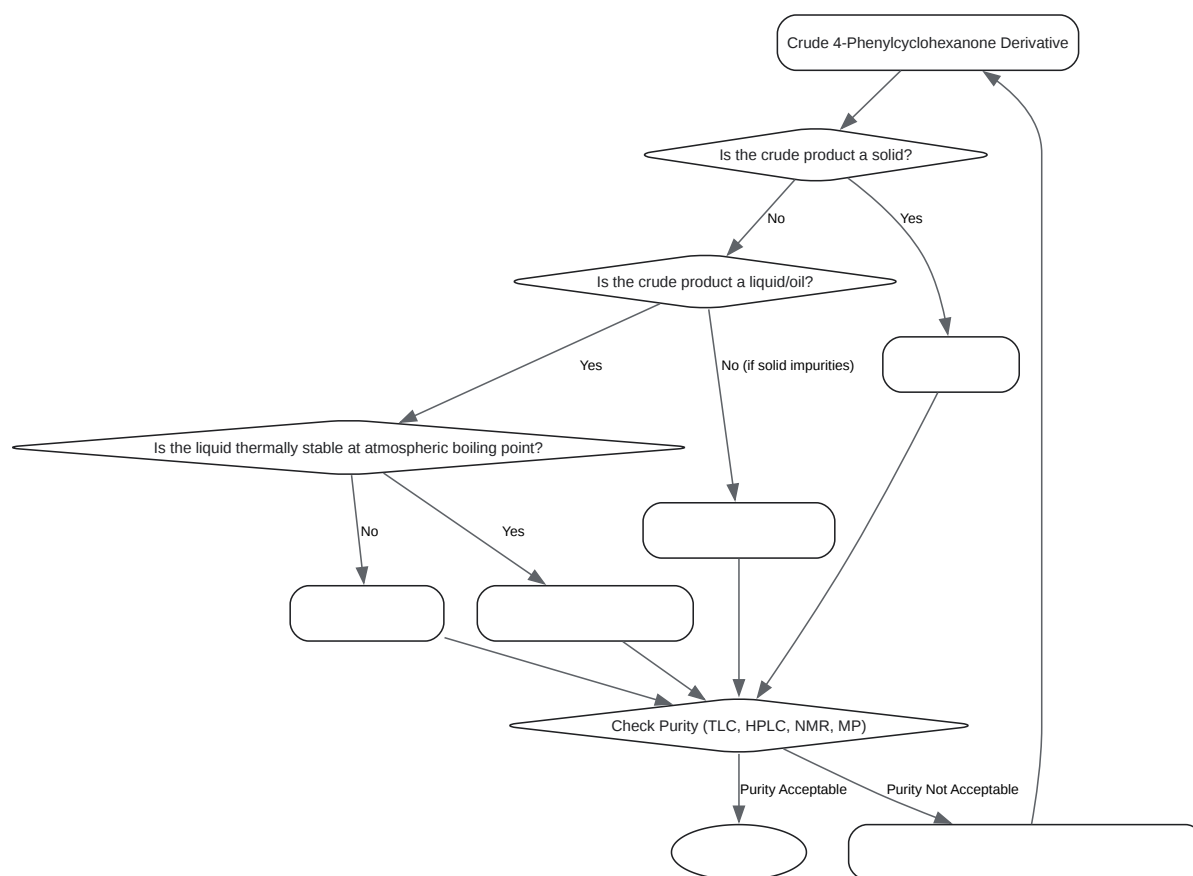 Crude 4-Phenylcyclohexanone Derivative
Is the crude product a solid?
No
Yes
Is the crude product a liquid/oil?
Yes
No (if solid impurities)
Is the liquid thermally stable at atmospheric boiling point?
No
Yes
Check Purity (TLC, HPLC, NMR, MP)
Purity Acceptable
Purity Not Acceptable